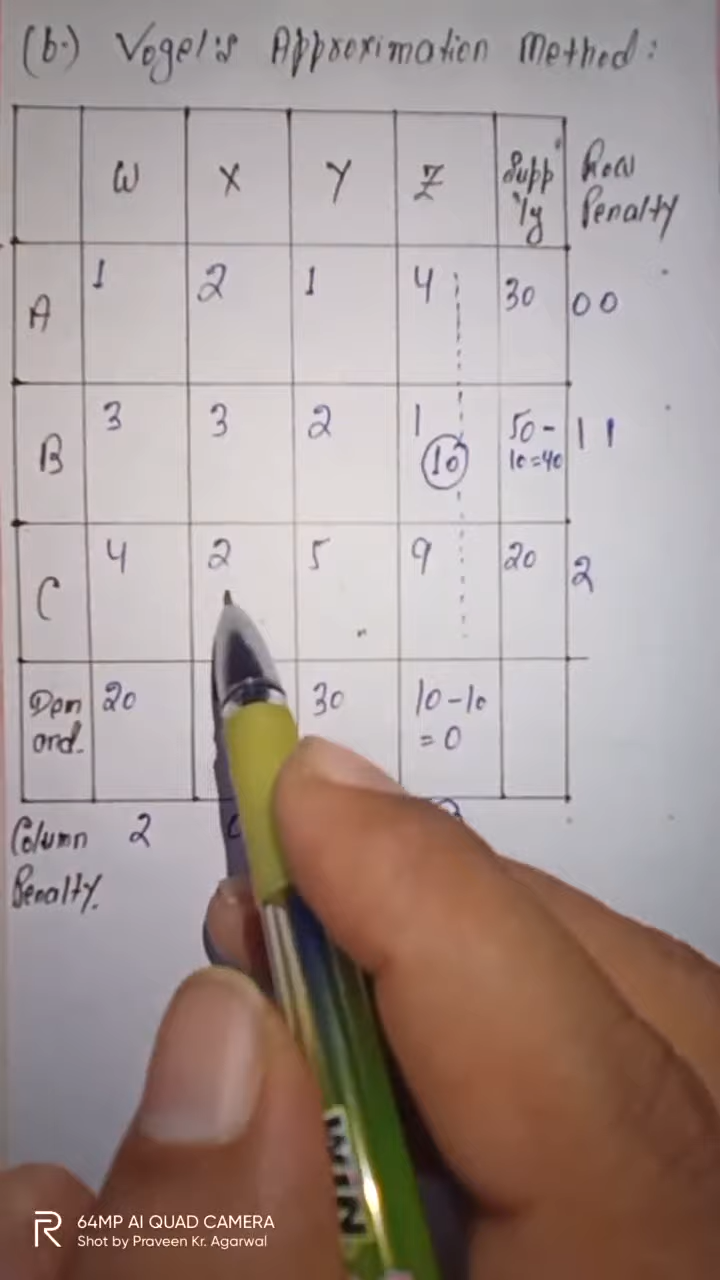 (b.) Vogel's Approximation Method:
W X Y Z Supp
ly Row
Penalty
A 1 2 1 4 30 0 0
B 3 3 2 1 50-
10 10=40 1 1
C 4 2 5 9 20 2
Dem
and. 20 30 10-10
=0
Column 2
Penalty.
WIN
R 64MP AI QUAD CAMERA
Shot by Praveen Kr. Agarwal